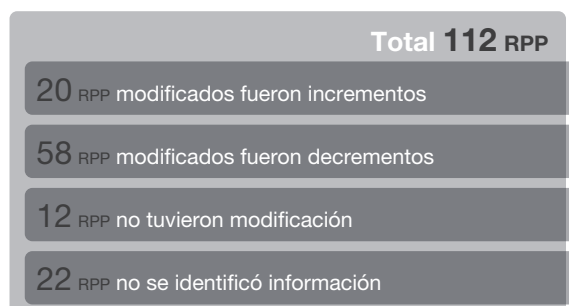 Total 112 RPP
20 RPP modificados fueron incrementos
58 RPP modificados fueron decrementos
12 RPP no tuvieron modificación
22 RPP no se identificó información